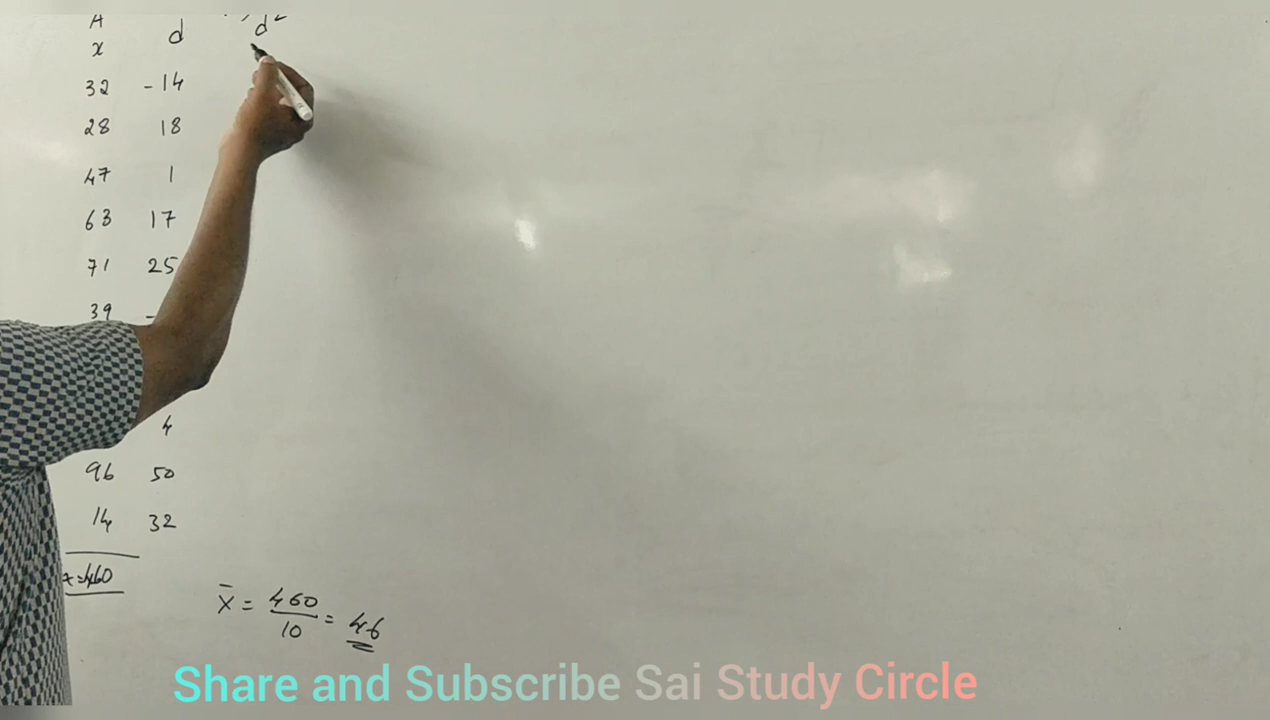 A
x d d²
32 -14
28 18
47 1
63 17
71 25
39 -
4
96 50
14 32
x=460
x̄ = 460/10 = 46
Share and Subscribe Sai Study Circle